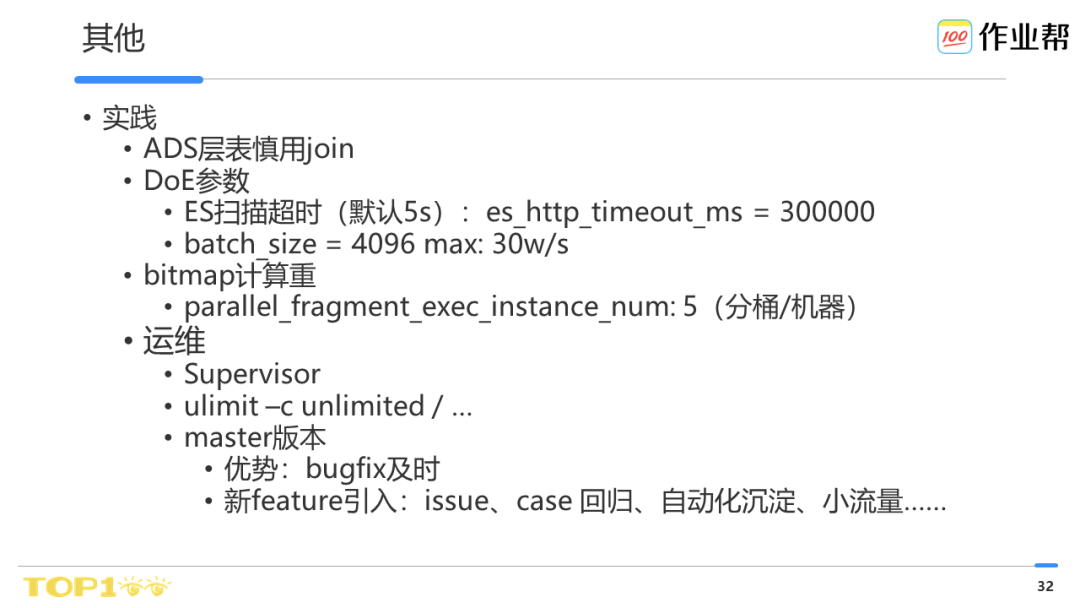 其他
100 作业帮
• 实践
• ADS层表慎用join
• DoE参数
• ES扫描超时（默认5s）：es_http_timeout_ms = 300000
• batch_size = 4096 max: 30w/s
• bitmap计算重
• parallel_fragment_exec_instance_num: 5（分桶/机器）
• 运维
• Supervisor
• ulimit –c unlimited / …
• master版本
• 优势：bugfix及时
• 新feature引入：issue、case 回归、自动化沉淀、小流量……
TOP100
32